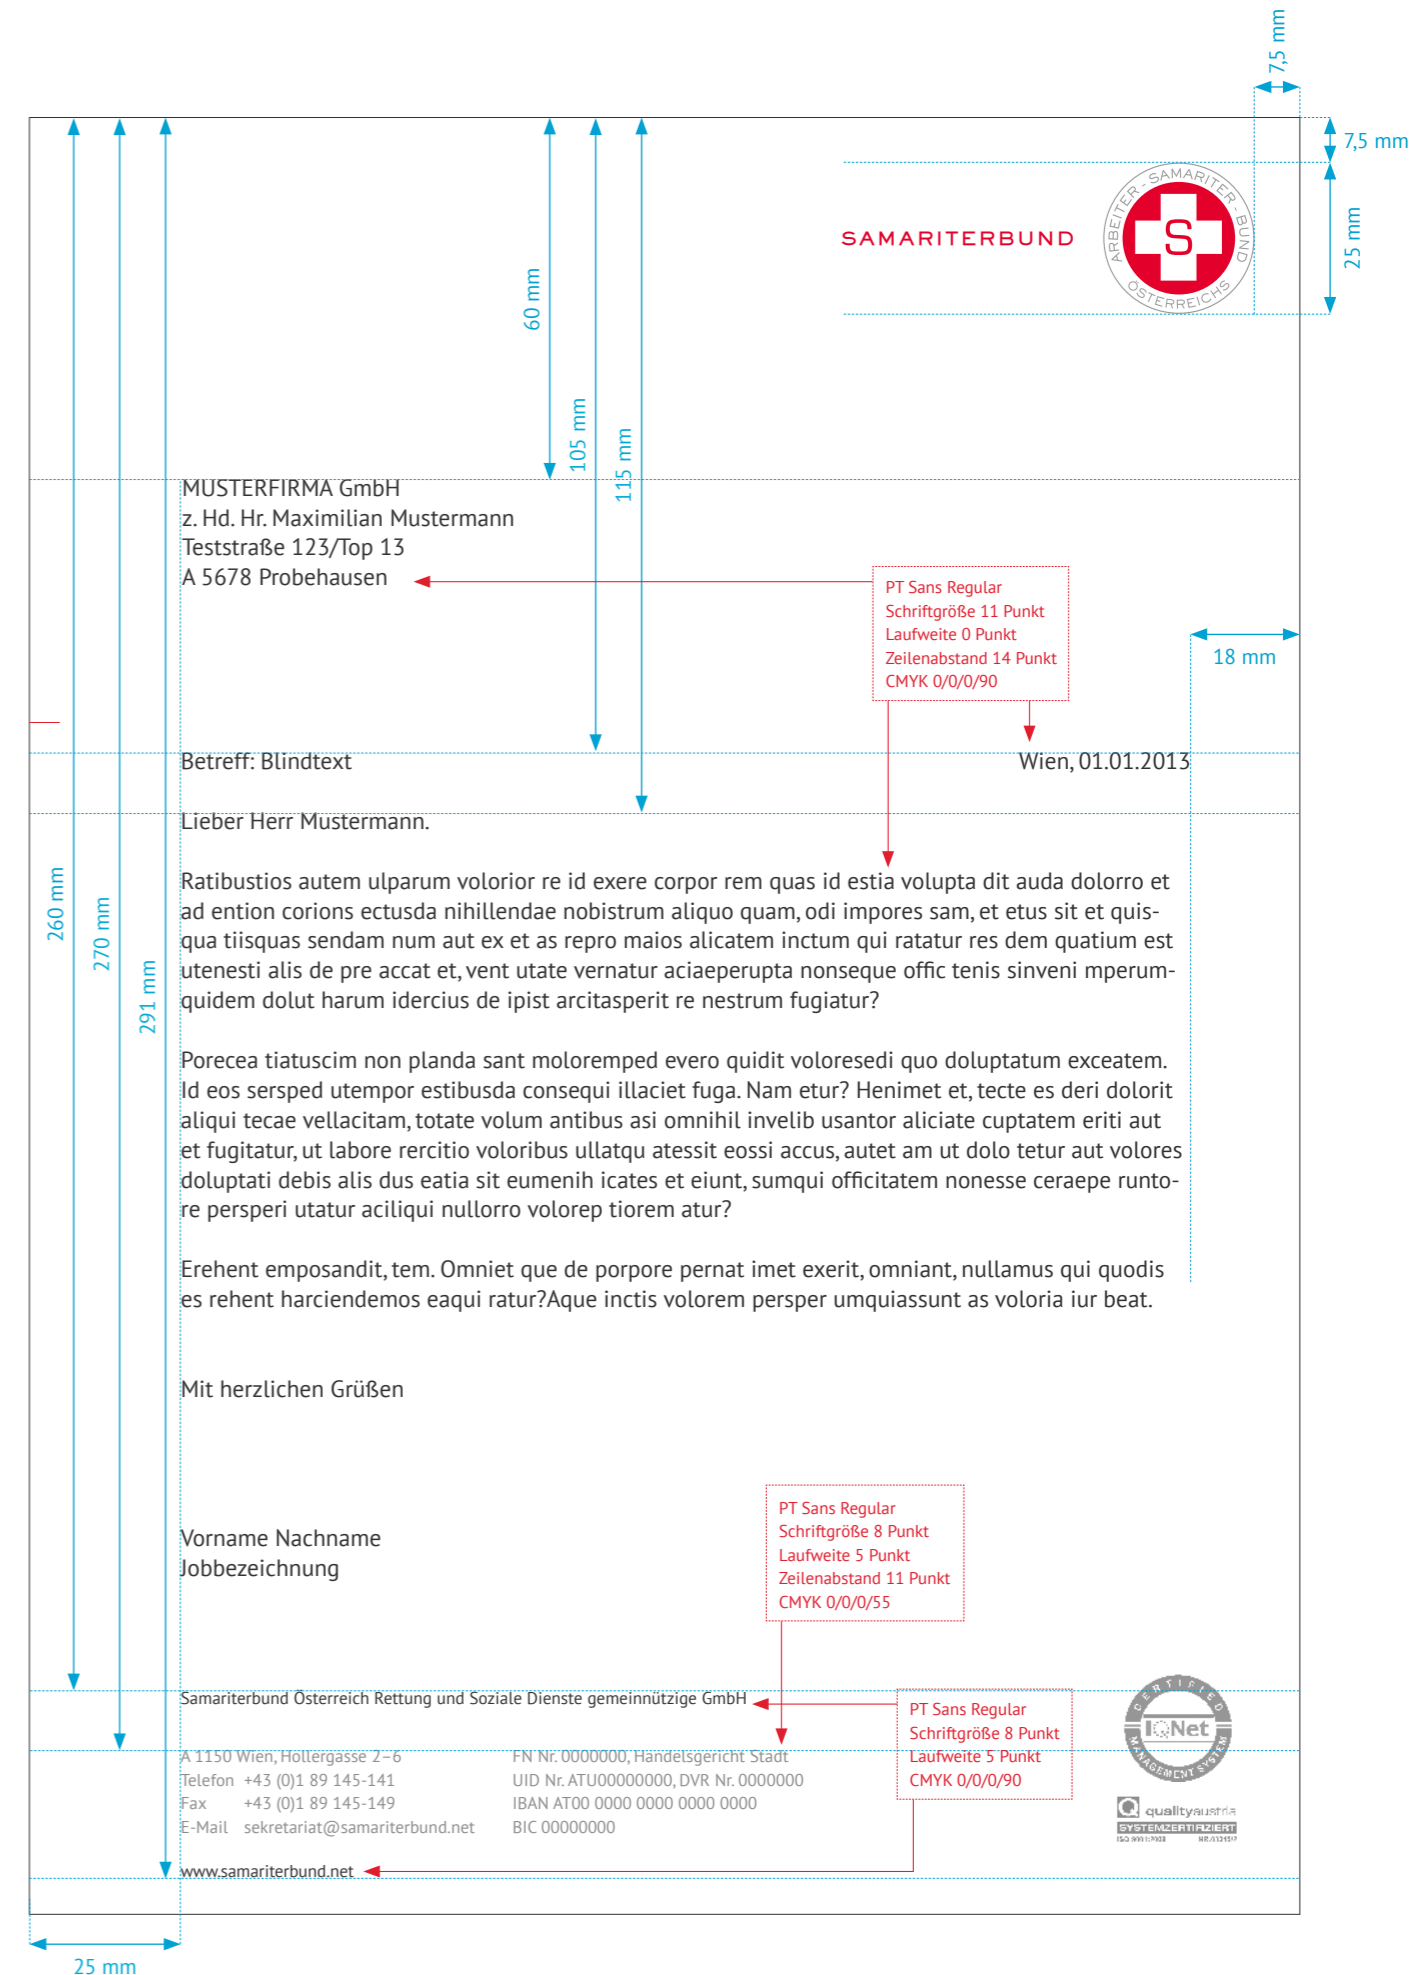 7,5 mm
7,5 mm
ARBEITER - SAMARITER - BUND
ÖSTERREICHS
S
SAMARITERBUND
25 mm
60 mm
105 mm
115 mm
MUSTERFIRMA GmbH
z. Hd. Hr. Maximilian Mustermann
Teststraße 123/Top 13
A 5678 Probehausen
PT Sans Regular
Schriftgröße 11 Punkt
Laufweite 0 Punkt
Zeilenabstand 14 Punkt
CMYK 0/0/0/90
18 mm
Betreff: Blindtext
Wien, 01.01.2013
Lieber Herr Mustermann.
260 mm
270 mm
291 mm
Ratibustios autem ulparum volorior re id exere corpor rem quas id estia volupta dit auda dolorro et
ad ention corions ectusda nihillendae nobistrum aliquo quam, odi impores sam, et etus sit et quis-
qua tiisquas sendam num aut ex et as repro maios alicatem inctum qui ratatur res dem quatium est
utenesti alis de pre accat et, vent utate vernatur aciaeperupta nonseque offic tenis sinveni mperum-
quidem dolut harum idercius de ipist arcitasperit re nestrum fugiatur?
Porecea tiatuscim non planda sant moloremped evero quidit voloresedi quo doluptatum exceatem.
Id eos sersped utempor estibusda consequi illaciet fuga. Nam etur? Henimet et, tecte es deri dolorit
aliqui tecae vellacitam, totate volum antibus asi omnihil invelib usantor aliciate cuptatem eriti aut
et fugitatur, ut labore rercitio voloribus ullatqu atessit eossi accus, autet am ut dolo tetur aut volores
doluptati debis alis dus eatia sit eumenih icates et eiunt, sumqui officitatem nonesse ceraepe runto-
re persperi utatur aciliqui nullorro volorep tiorem atur?
Erehent emposandit, tem. Omniet que de porpore pernat imet exerit, omniant, nullamus qui quodis
es rehent harciendemos eaqui ratur?Aque inctis volorem persper umquiassunt as voloria iur beat.
Mit herzlichen Grüßen
Vorname Nachname
Jobbezeichnung
PT Sans Regular
Schriftgröße 8 Punkt
Laufweite 5 Punkt
Zeilenabstand 11 Punkt
CMYK 0/0/0/55
Samariterbund Österreich Rettung und Soziale Dienste gemeinnützige GmbH
PT Sans Regular
Schriftgröße 8 Punkt
Laufweite 5 Punkt
CMYK 0/0/0/90
CERTIFIED
IQNet
MANAGEMENT SYSTEM
A 1150 Wien, Hollergasse 2–6
Telefon +43 (0)1 89 145-141
Fax +43 (0)1 89 145-149
E-Mail sekretariat@samariterbund.net
FN Nr. 0000000, Handelsgericht Stadt
UID Nr. ATU00000000, DVR Nr. 0000000
IBAN AT00 0000 0000 0000 0000
BIC 00000000
qualityaustria
SYSTEMZERTIFIZIERT
ISO 9001:2008
www.samariterbund.net
25 mm